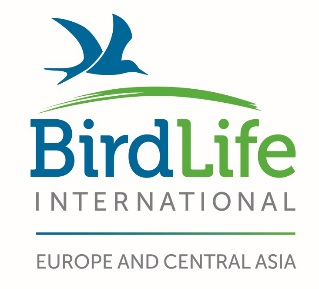 BirdLife
INTERNATIONAL
EUROPE AND CENTRAL ASIA